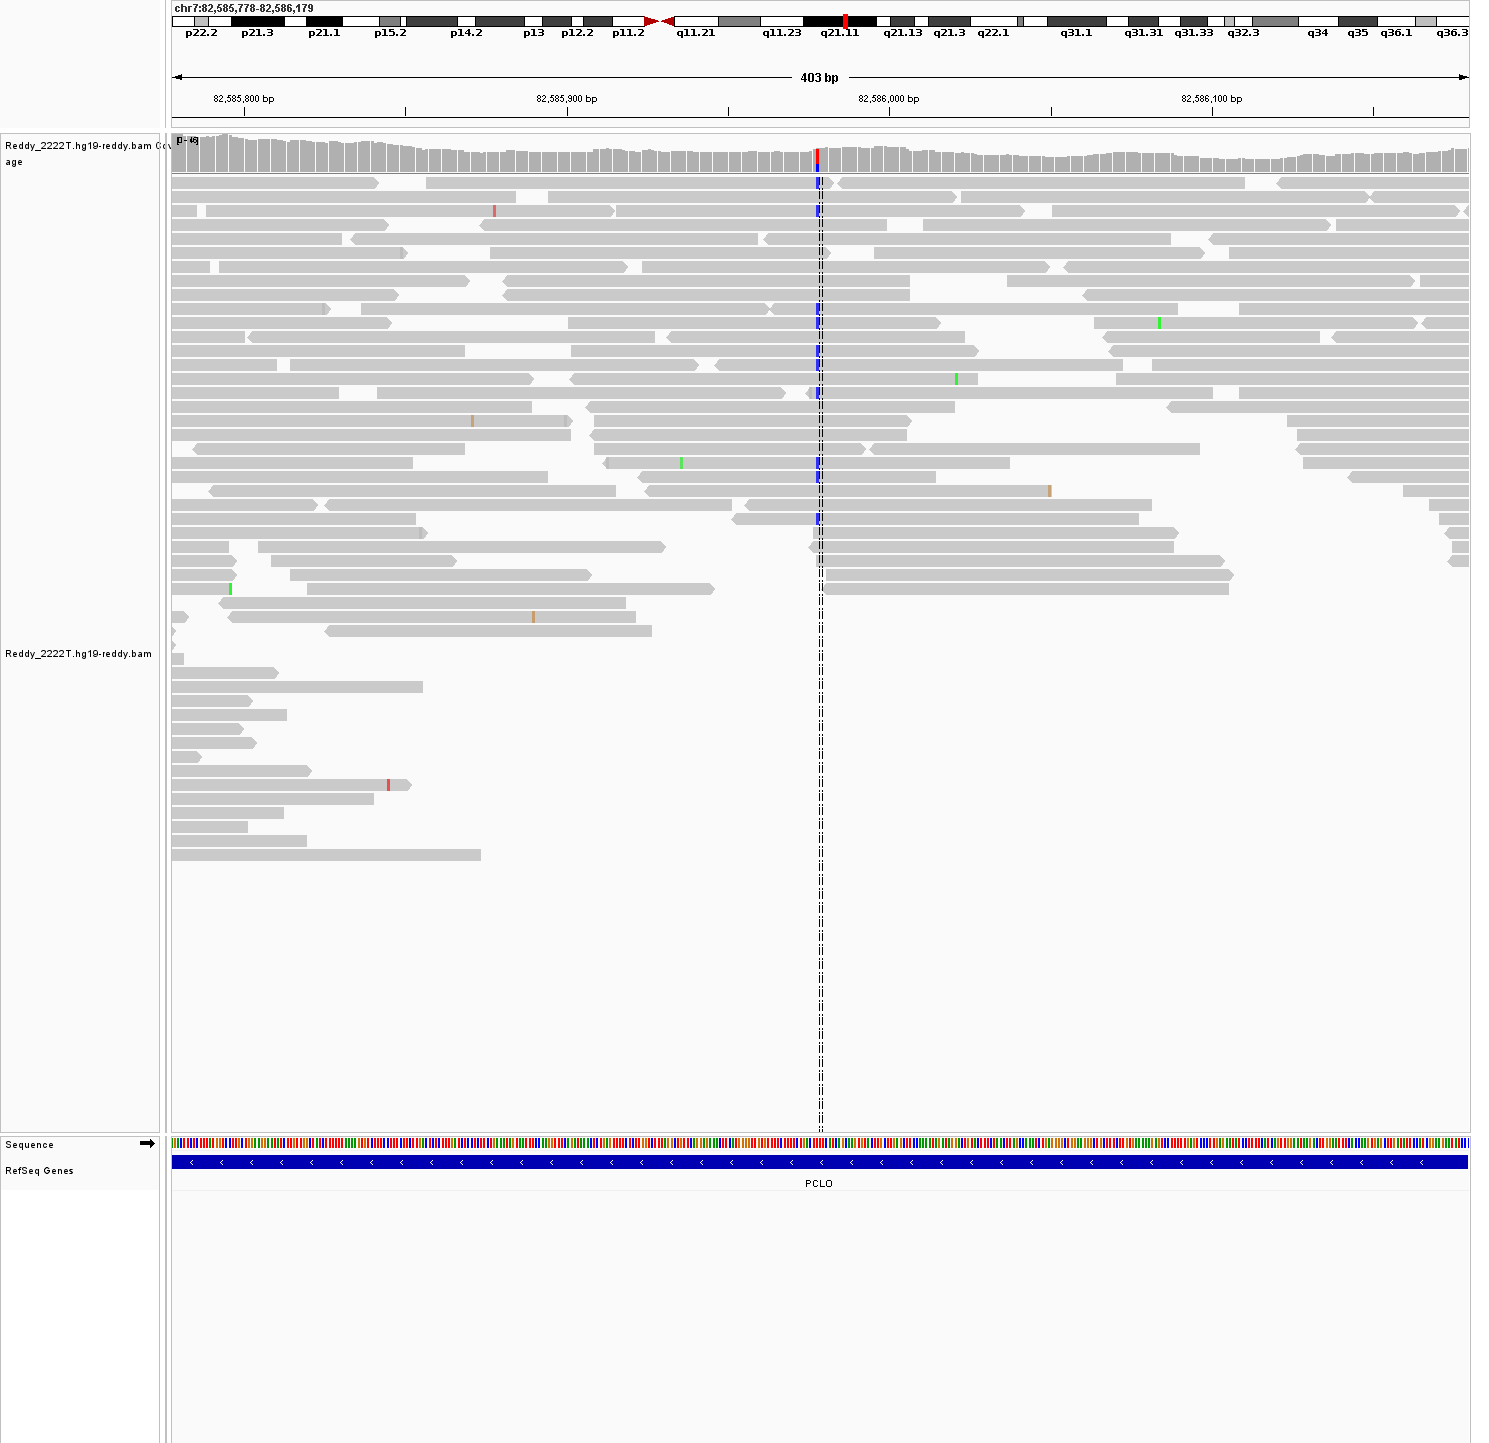 chr7:82,585,778-82,586,179
p22.2 p21.3 p21.1 p15.2 p14.2 p13 p12.2 p11.2 q11.21 q11.23 q21.11 q21.13 q21.3 q22.1 q31.1 q31.31 q31.33 q32.3 q34 q35 q36.1 q36.3
403 bp
82,585,800 bp 82,585,900 bp 82,586,000 bp 82,586,100 bp
Reddy_2222T.hg19-reddy.bam Cov
age
Reddy_2222T.hg19-reddy.bam
Sequence
RefSeq Genes
PCLO